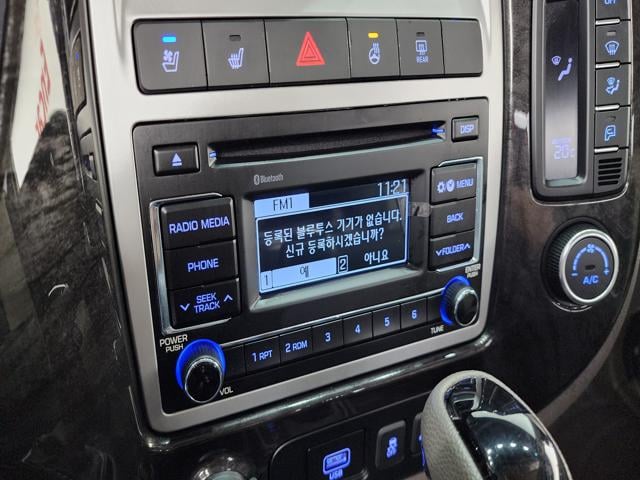 OFF
REAR
DISP
Bluetooth
FM1 11:21
등록된 블루투스 기기가 없습니다.
신규 등록하시겠습니까?
1 예 2 아니요
RADIO MEDIA
PHONE
SEEK
TRACK
MENU
BACK
FOLDER
ENTER
PUSH
POWER
PUSH
VOL
1 RPT
2 RDM
3
4
5
6
TUNE
20℃
A/C
USB
OFF